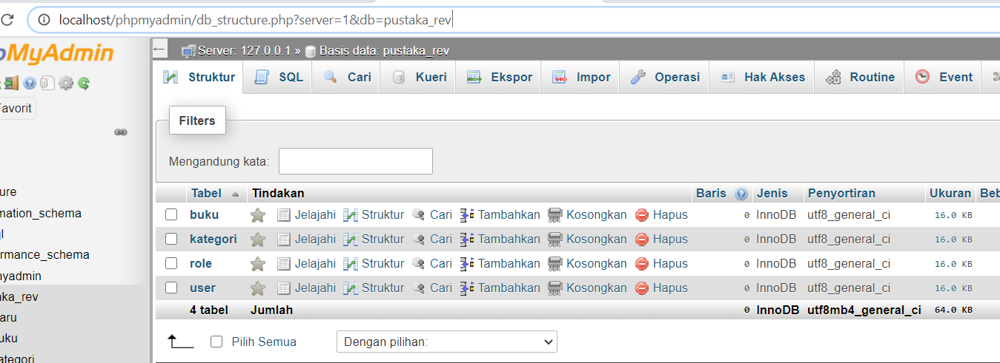 localhost/phpmyadmin/db_structure.php?server=1&db=pustaka_rev
MyAdmin
Server: 127.0.0.1 » Basis data: pustaka_rev
Struktur SQL Cari Kueri Ekspor Impor Operasi Hak Akses Routine Event
Favorit
Filters
Mengandung kata:
ure
mation_schema
ql
ormance_schema
myadmin
aka_rev
aru
uku
ategori
Tabel Tindakan Baris Jenis Penyortiran Ukuran Beb
buku Jelajahi Struktur Cari Tambahkan Kosongkan Hapus 0 InnoDB utf8_general_ci 16.0 KB
kategori Jelajahi Struktur Cari Tambahkan Kosongkan Hapus 0 InnoDB utf8_general_ci 16.0 KB
role Jelajahi Struktur Cari Tambahkan Kosongkan Hapus 0 InnoDB utf8_general_ci 16.0 KB
user Jelajahi Struktur Cari Tambahkan Kosongkan Hapus 0 InnoDB utf8_general_ci 16.0 KB
4 tabel Jumlah 0 InnoDB utf8mb4_general_ci 64.0 KB
Pilih Semua Dengan pilihan: